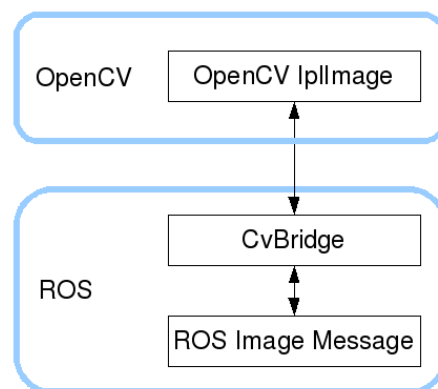 OpenCV
OpenCV IplImage
CvBridge
ROS
ROS Image Message